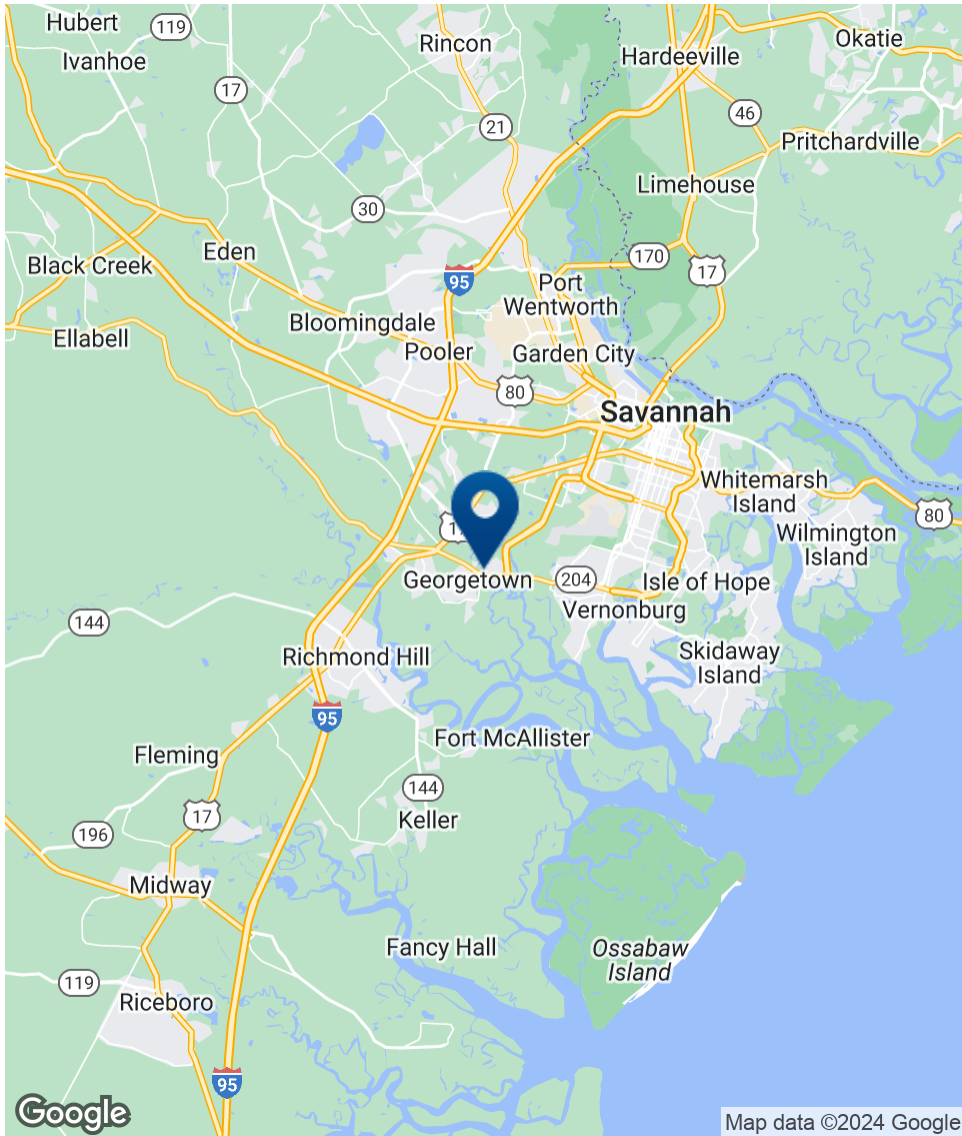 Hubert
119
Ivanhoe
17
Rincon
Hardeeville
Okatie
46
21
Pritchardville
Limehouse
30
Eden
Black Creek
170
17
95
Port
Wentworth
Bloomingdale
Ellabell
Pooler
Garden City
80
Savannah
Whitemarsh
Island
80
Wilmington
Island
Georgetown
204
Isle of Hope
Vernonburg
144
Richmond Hill
Skidaway
Island
95
Fort McAllister
Fleming
144
17
Keller
196
Midway
Fancy Hall
Ossabaw
Island
119
Riceboro
95
Google
Map data ©2024 Google